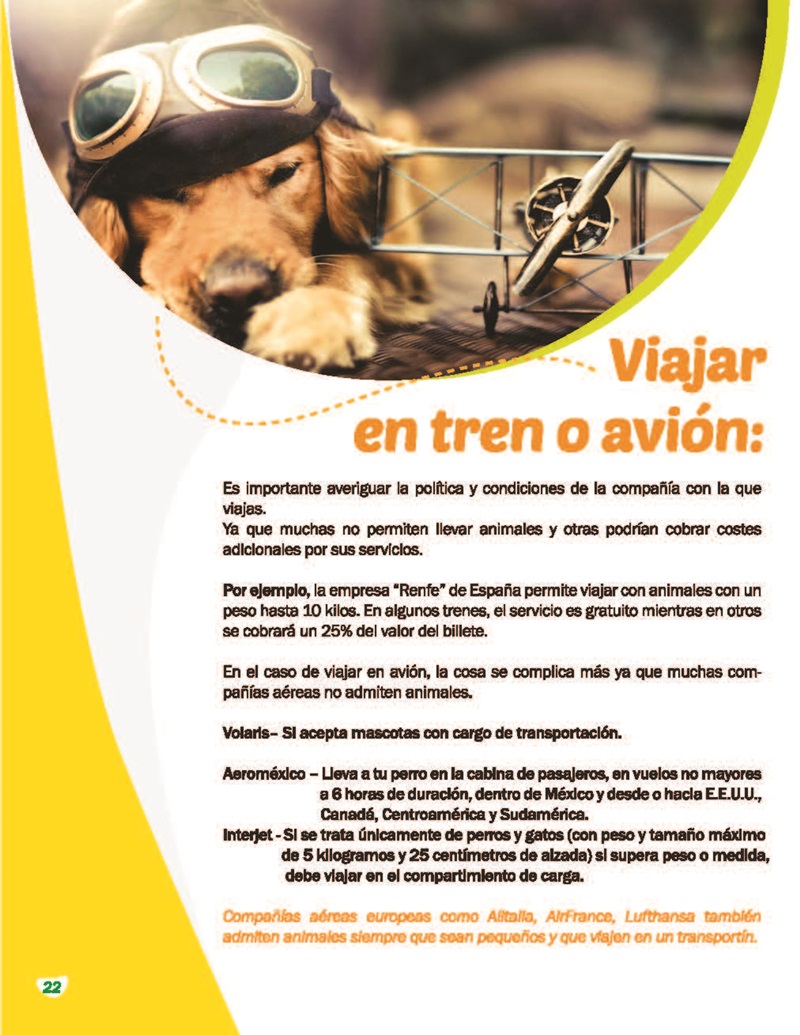 Viajar
en tren o avión:
Es importante averiguar la política y condiciones de la compañía con la que
viajas.
Ya que muchas no permiten llevar animales y otras podrían cobrar costes
adicionales por sus servicios.
Por ejemplo, la empresa "Renfe" de España permite viajar con animales con un
peso hasta 10 kilos. En algunos trenes, el servicio es gratuito mientras en otros
se cobrará un 25% del valor del billete.
En el caso de viajar en avión, la cosa se complica más ya que muchas com-
pañías aéreas no admiten animales.
Volaris– Si acepta mascotas con cargo de transportación.
Aeroméxico – Lleva a tu perro en la cabina de pasajeros, en vuelos no mayores
a 6 horas de duración, dentro de México y desde o hacia E.E.U.U.,
Canadá, Centroamérica y Sudamérica.
Interjet - Si se trata únicamente de perros y gatos (con peso y tamaño máximo
de 5 kilogramos y 25 centímetros de alzada) si supera peso o medida,
debe viajar en el compartimiento de carga.
Compañías aéreas europeas como Alitalia, AirFrance, Lufthansa también
admiten animales siempre que sean pequeños y que viajen en un transportín.
22